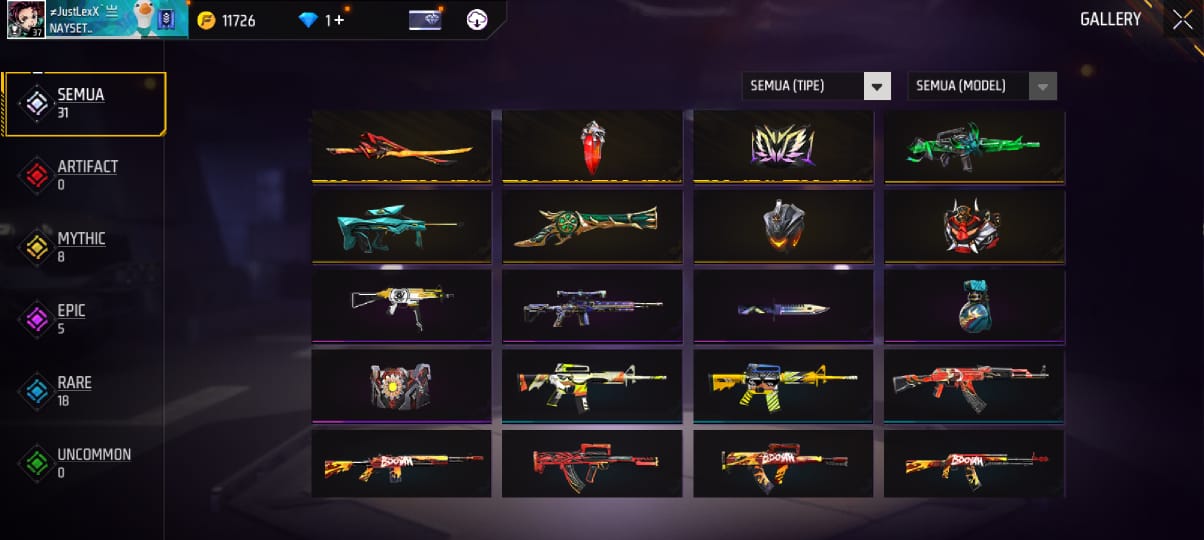 ≠JustLexX
NAYSET..
37
11726
1+
GALLERY
SEMUA
31
ARTIFACT
0
MYTHIC
8
EPIC
5
RARE
18
UNCOMMON
0
SEMUA (TIPE)
SEMUA (MODEL)
BOOYAH
BOOYAH
BOOYAH